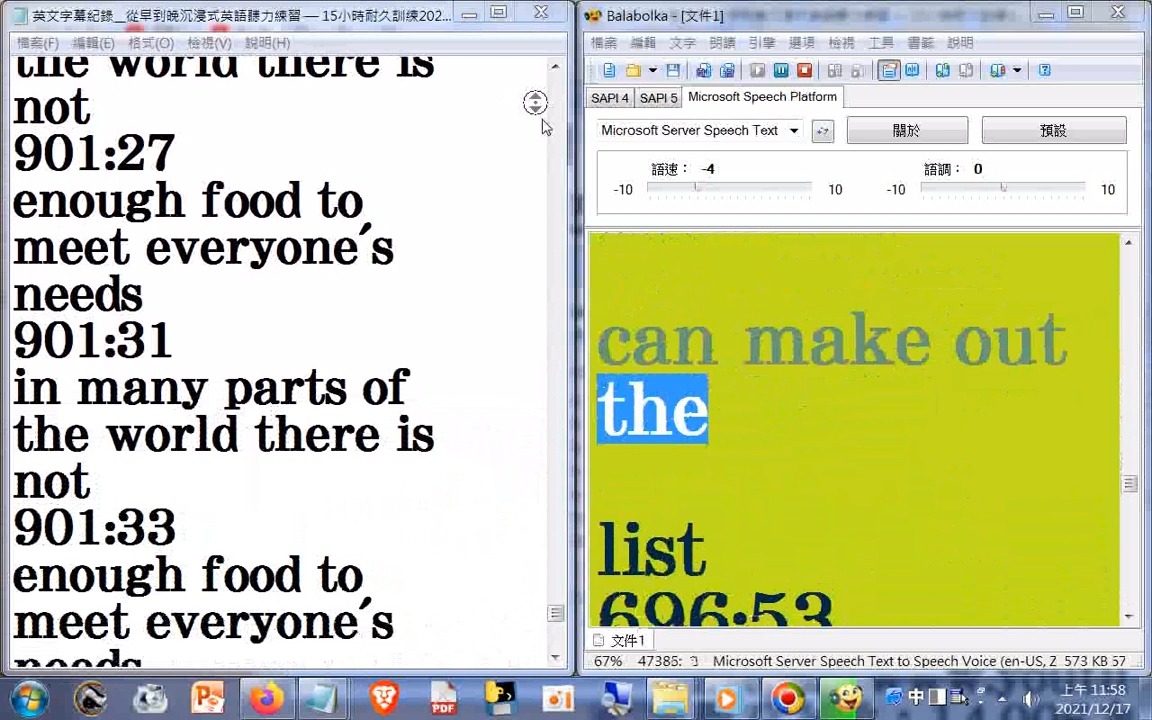 英文字幕紀錄__從早到晚沉浸式英語聽力練習 — 15小時耐久訓練202...
檔案(F) 編輯(E) 格式(O) 檢視(V) 說明(H)
the world there is
not
901:27
enough food to
meet everyone's
needs
901:31
in many parts of
the world there is
not
901:33
enough food to
meet everyone's
needs
Balabolka - [文件1]
檔案 編輯 文字 朗讀 引擎 選項 檢視 工具 書籤 說明
SAPI 4 SAPI 5 Microsoft Speech Platform
Microsoft Server Speech Text 關於 預設
語速： -4 語調： 0
-10 10 -10 10
can make out
the
list
696:53
文件1
67% 47385: Microsoft Server Speech Text to Speech Voice (en-US, 2 573 KB 57
中 上午 11:58
2021/12/17